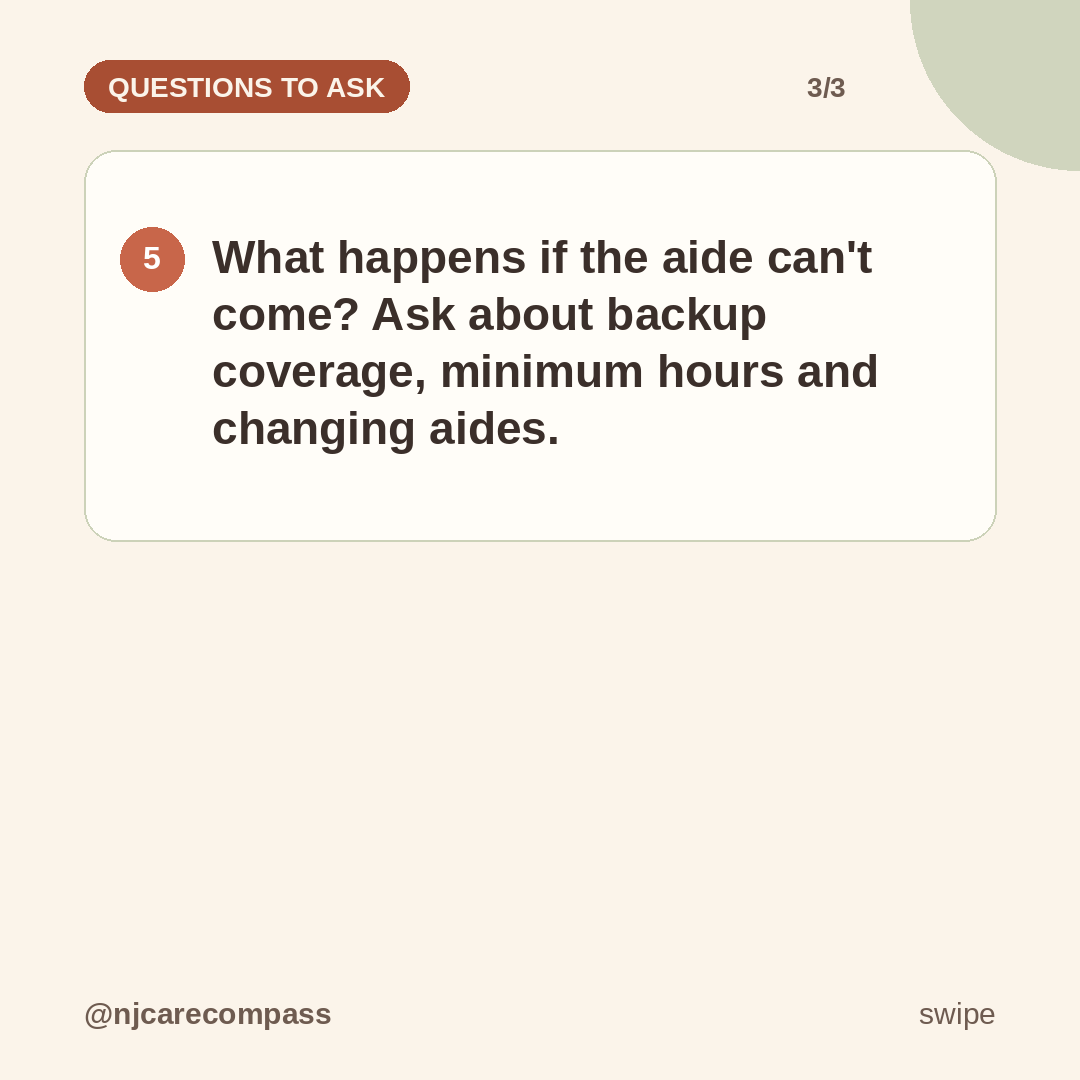 QUESTIONS TO ASK
3/3
5
What happens if the aide can't
come? Ask about backup
coverage, minimum hours and
changing aides.
@njcarecompass
swipe